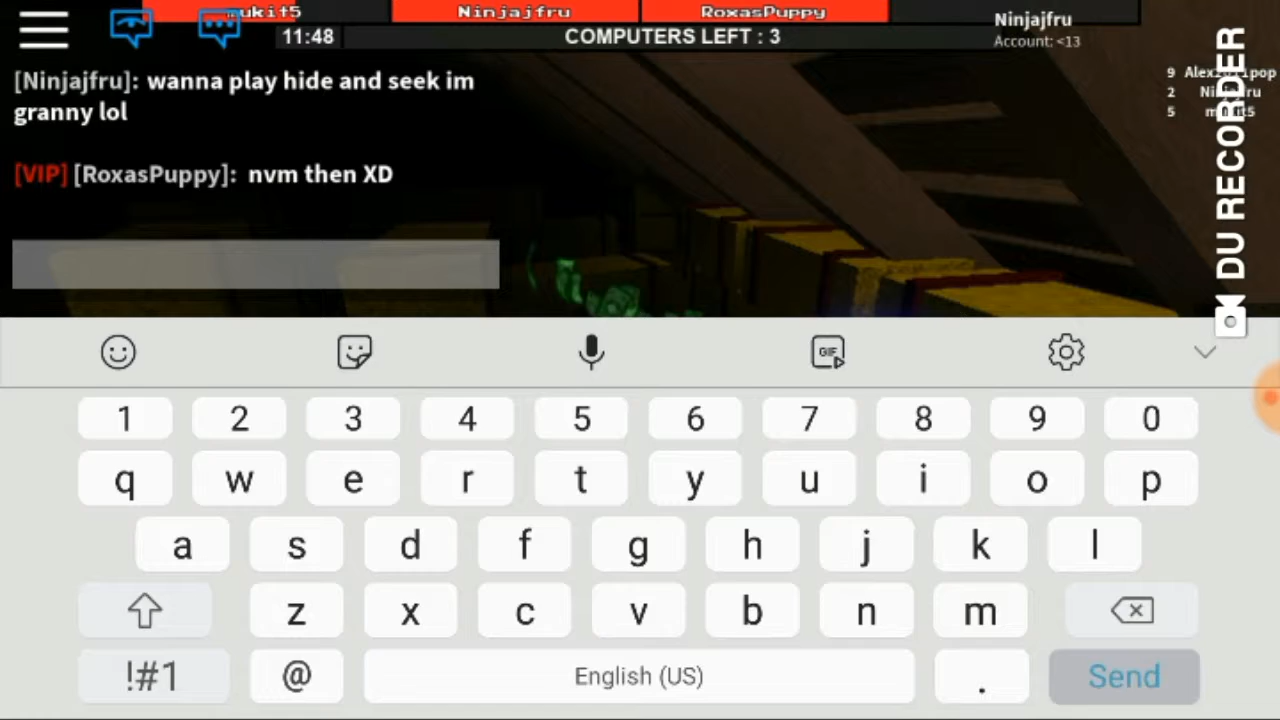 Ninjajfru
RoxasPuppy
Ninjajfru
Account: <13
11:48
COMPUTERS LEFT : 3
[Ninjajfru]: wanna play hide and seek im
granny lol
[VIP] [RoxasPuppy]: nvm then XD
9
2
5
DU RECORDER
GIF
1 2 3 4 5 6 7 8 9 0
q w e r t y u i o p
a s d f g h j k l
z x c v b n m
!#1 @ English (US) . Send